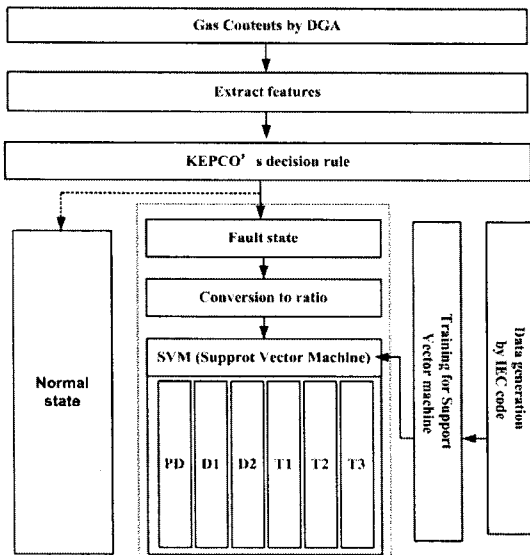 Gas Contents by DGA
Extract features
KEPCO's decision rule
Fault state
Conversion to ratio
SVM (Supprot Vector Machine)
Normal
state
PD
D1
D2
T1
T2
T3
Training for Support
Vector machine
Data generation
by IEC code